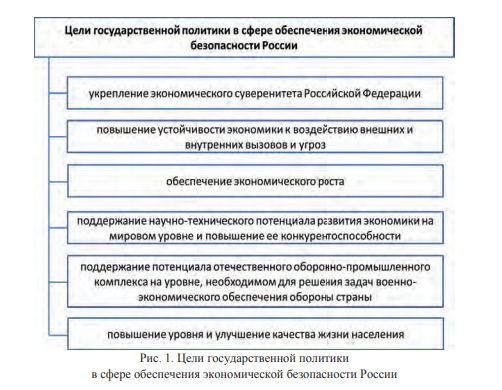 Цели государственной политики в сфере обеспечения экономической
безопасности России
укрепление экономического суверенитета Российской Федерации
повышение устойчивости экономики к воздействию внешних и
внутренних вызовов и угроз
обеспечение экономического роста
поддержание научно-технического потенциала развития экономики на
мировом уровне и повышение ее конкурентоспособности
поддержание потенциала отечественного оборонно-промышленного
комплекса на уровне, необходимом для решения задач военно-
экономического обеспечения обороны страны
повышение уровня и улучшение качества жизни населения
Рис. 1. Цели государственной политики
в сфере обеспечения экономической безопасности России